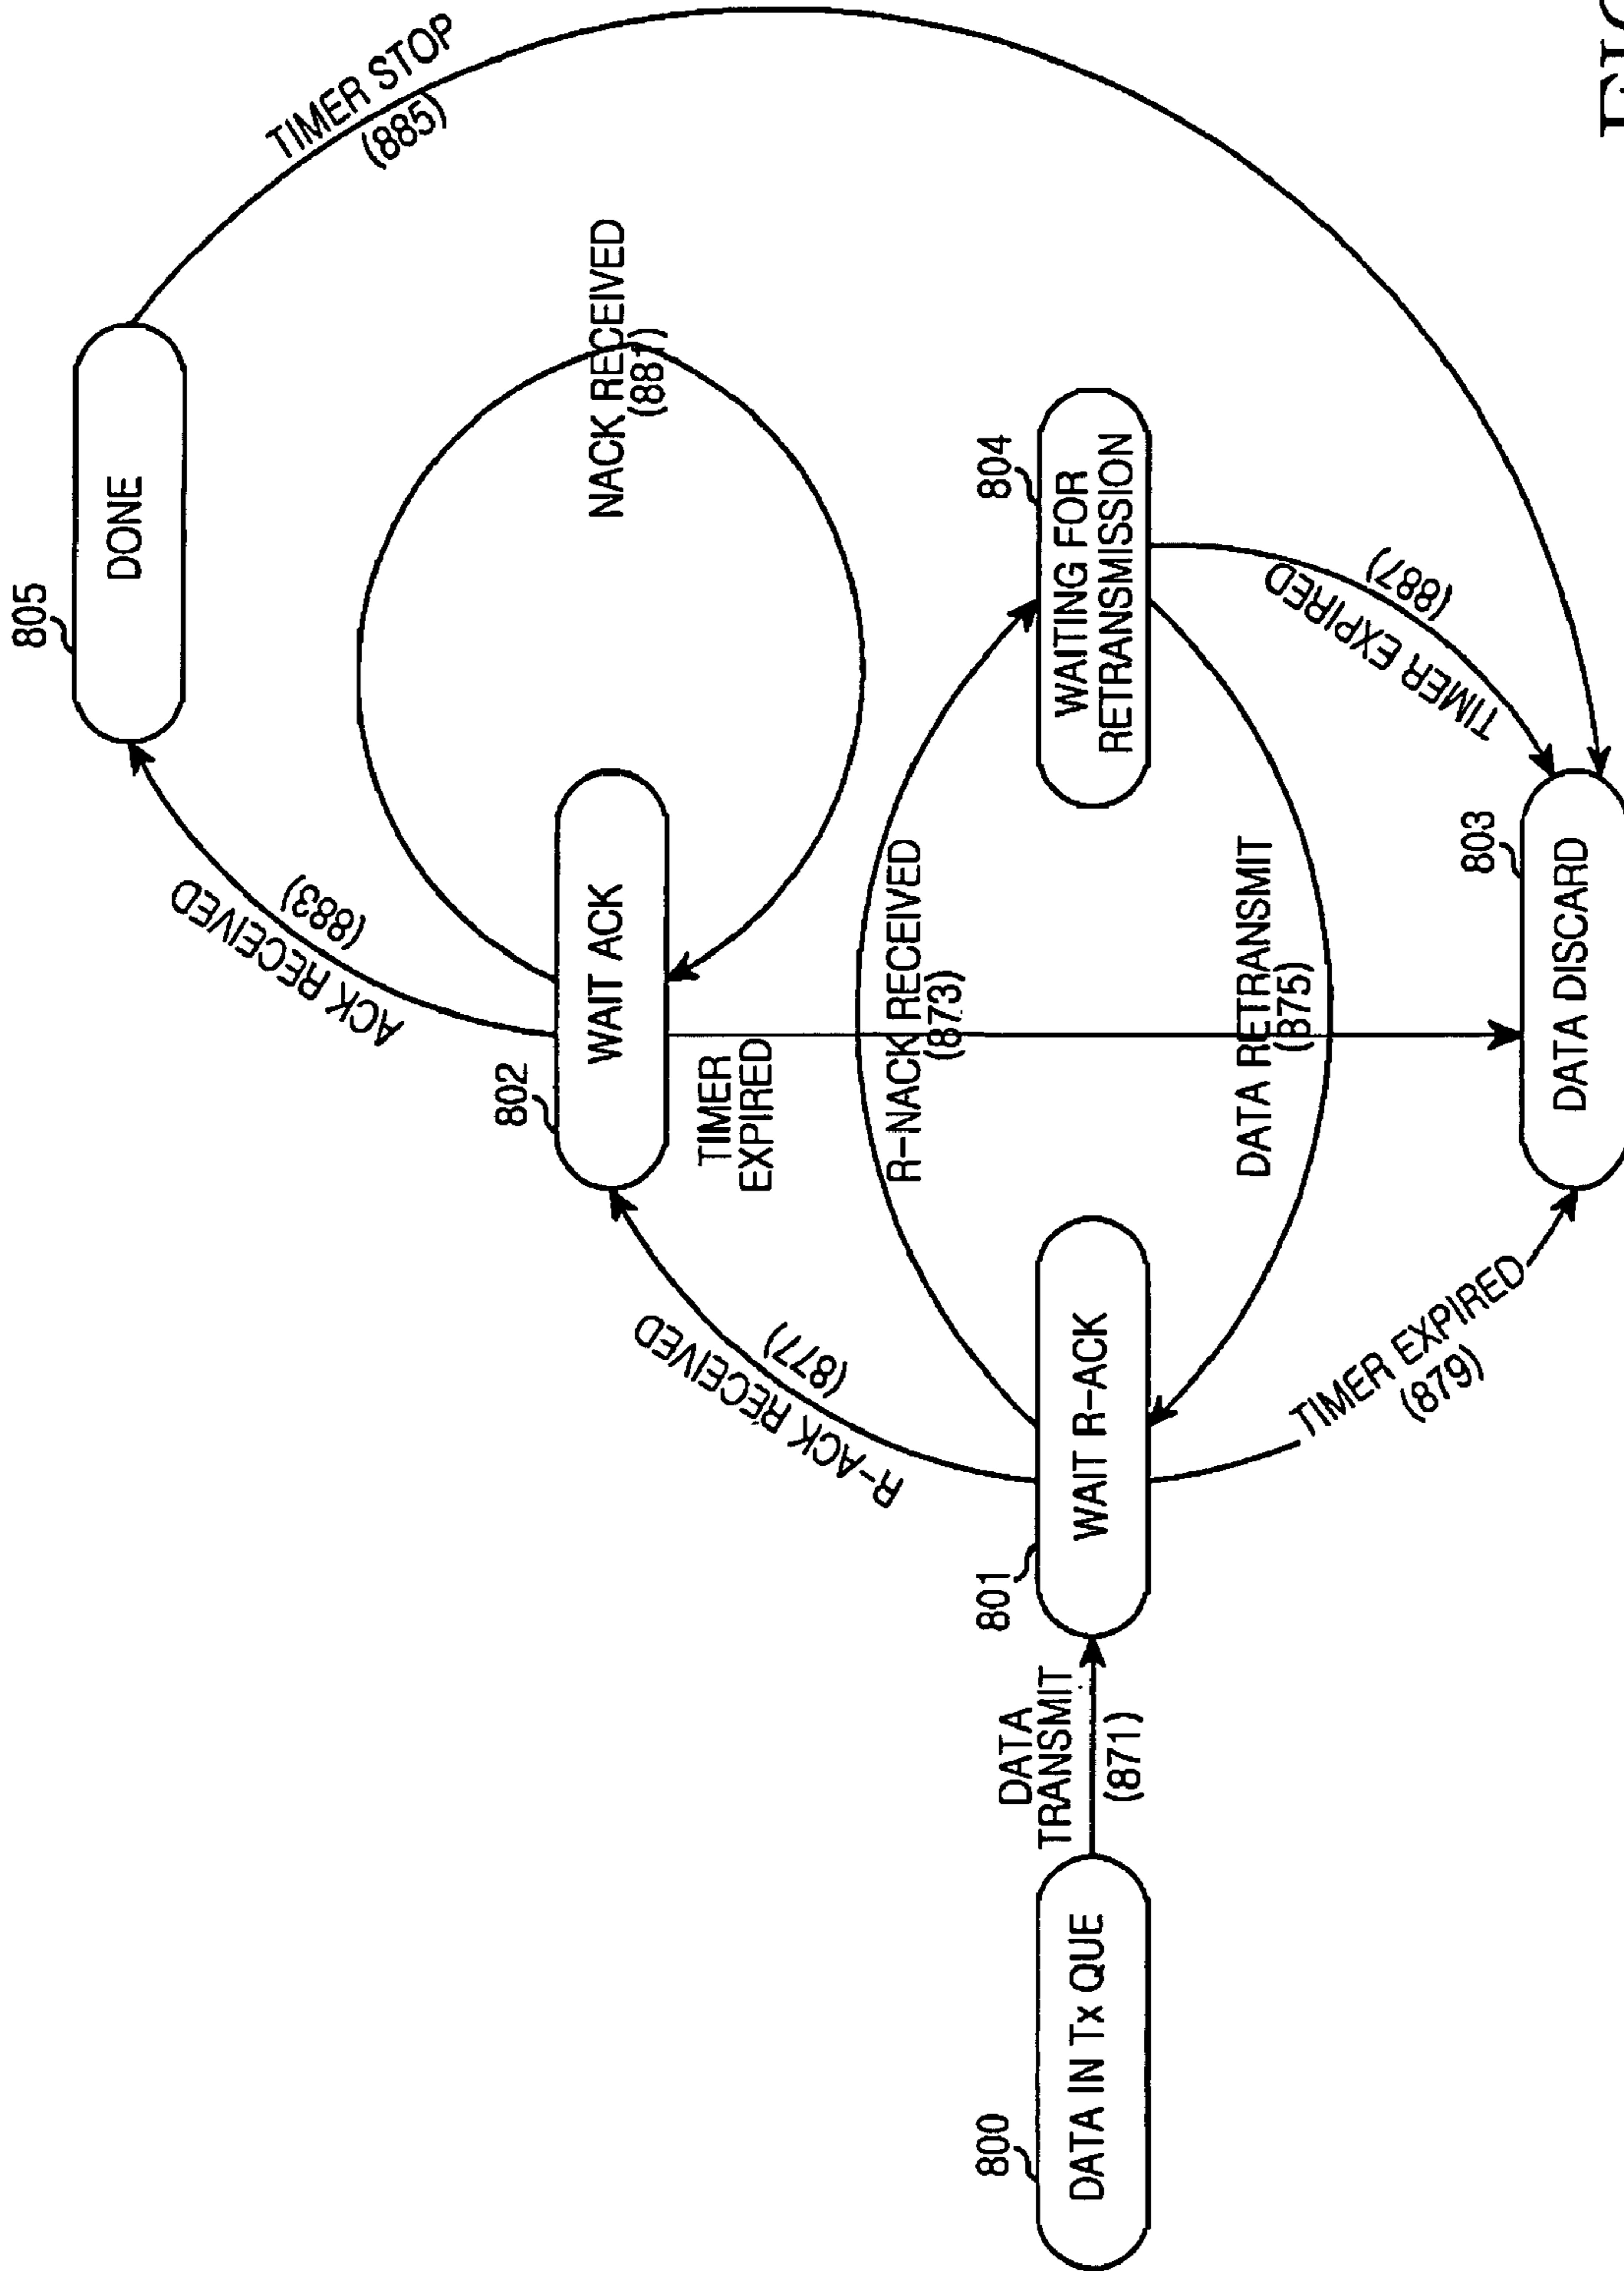 805
DONE
TIMER STOP
(885)
ACK RECEIVED
(883)
NACK RECEIVED
(881)
802
WAIT ACK
TIMER
EXPIRED
R-ACK RECEIVED
(877)
R-NACK RECEIVED
(873)
804
WAITING FOR
RETRANSMISSION
800
DATA IN Tx QUE
DATA
TRANSMIT
(871)
801
WAIT R-ACK
DATA RETRANSMIT
(875)
TIMER EXPIRED
(887)
TIMER EXPIRED
(879)
803
DATA DISCARD